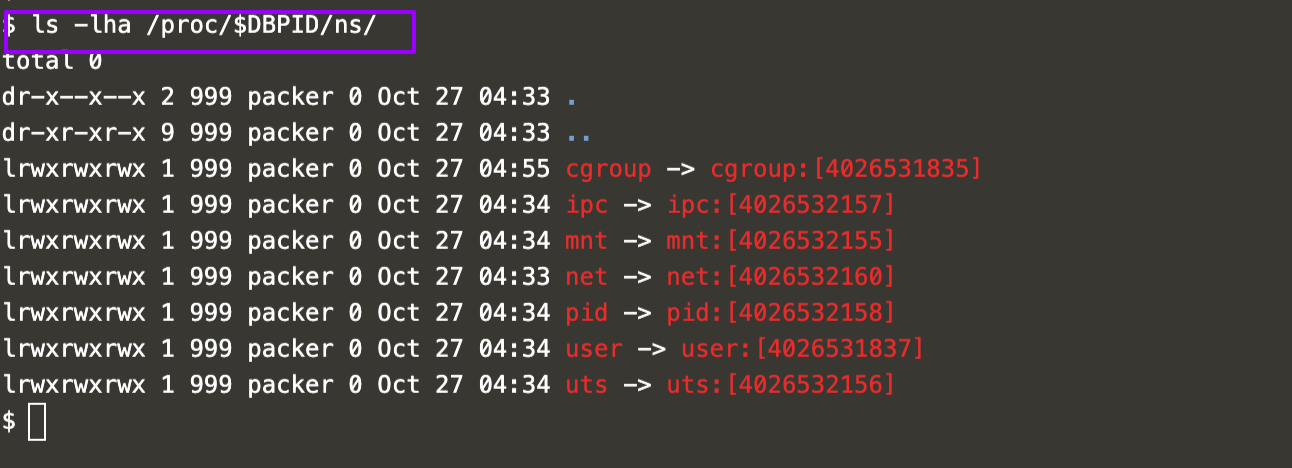 $ ls -lha /proc/$DBPID/ns/
total 0
dr-x--x--x 2 999 packer 0 Oct 27 04:33 .
dr-xr-xr-x 9 999 packer 0 Oct 27 04:33 ..
lrwxrwxrwx 1 999 packer 0 Oct 27 04:55 cgroup -> cgroup:[4026531835]
lrwxrwxrwx 1 999 packer 0 Oct 27 04:34 ipc -> ipc:[4026532157]
lrwxrwxrwx 1 999 packer 0 Oct 27 04:34 mnt -> mnt:[4026532155]
lrwxrwxrwx 1 999 packer 0 Oct 27 04:33 net -> net:[4026532160]
lrwxrwxrwx 1 999 packer 0 Oct 27 04:34 pid -> pid:[4026532158]
lrwxrwxrwx 1 999 packer 0 Oct 27 04:34 user -> user:[4026531837]
lrwxrwxrwx 1 999 packer 0 Oct 27 04:34 uts -> uts:[4026532156]
$